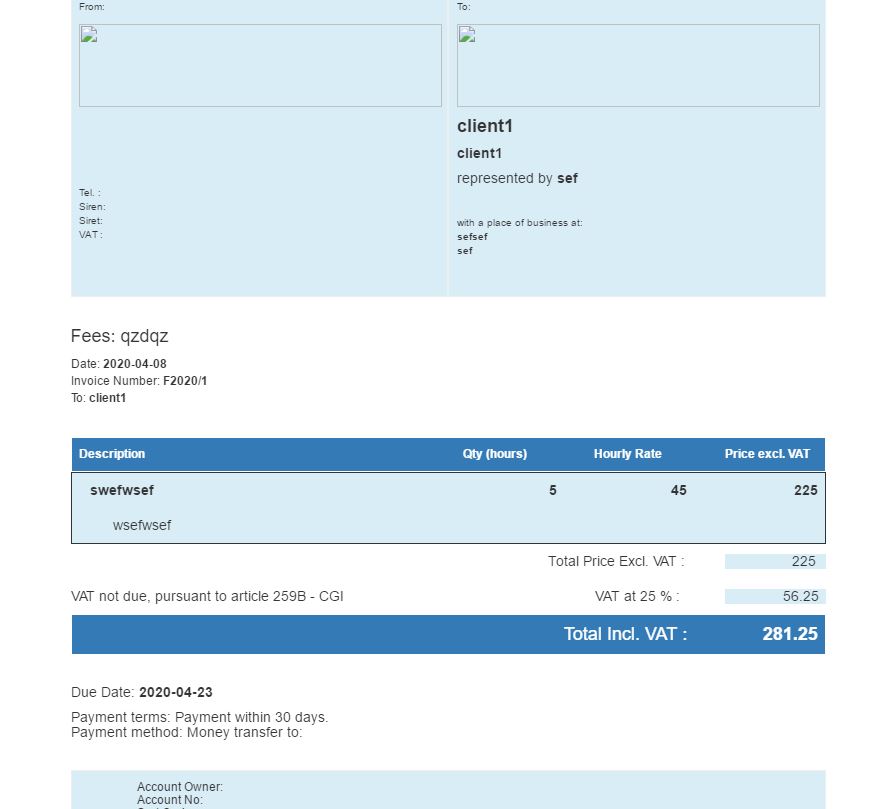 From:
To:
client1
client1
represented by sef
Tel. :
Siren:
Siret:
VAT :
with a place of business at:
sefsef
sef
Fees: qzdqz
Date: 2020-04-08
Invoice Number: F2020/1
To: client1
Description Qty (hours) Hourly Rate Price excl. VAT
swefwsef 5 45 225
wsefwsef
Total Price Excl. VAT : 225
VAT not due, pursuant to article 259B - CGI VAT at 25 % : 56.25
Total Incl. VAT : 281.25
Due Date: 2020-04-23
Payment terms: Payment within 30 days.
Payment method: Money transfer to:
Account Owner:
Account No: